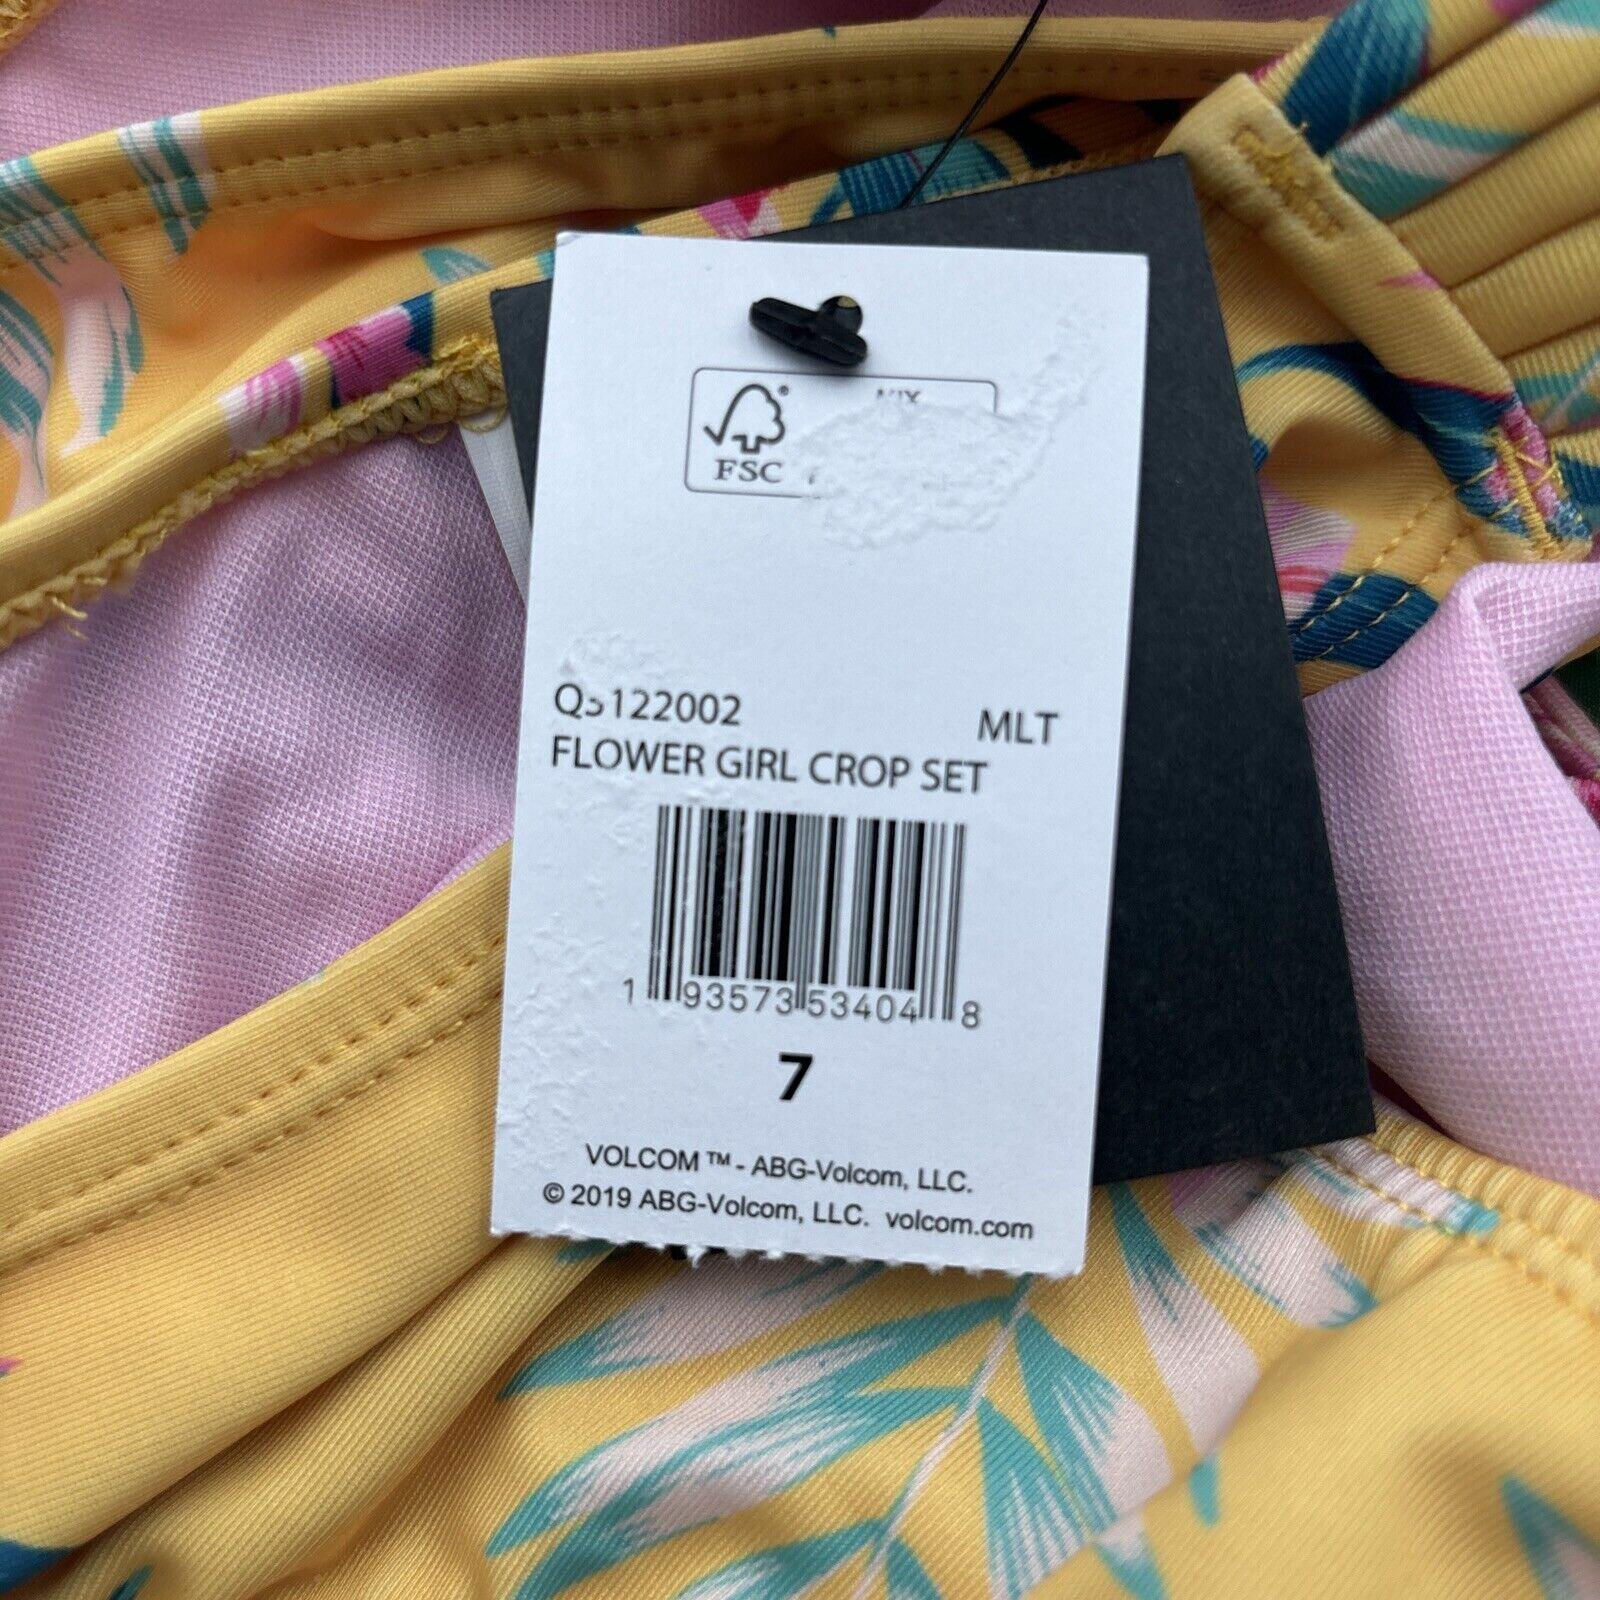 FSC ®
MIX
MLT
FLOWER GIRL CROP SET
1 93573 53404 8
7
VOLCOM ™ - ABG-Volcom, LLC.
© 2019 ABG-Volcom, LLC. volcom.com